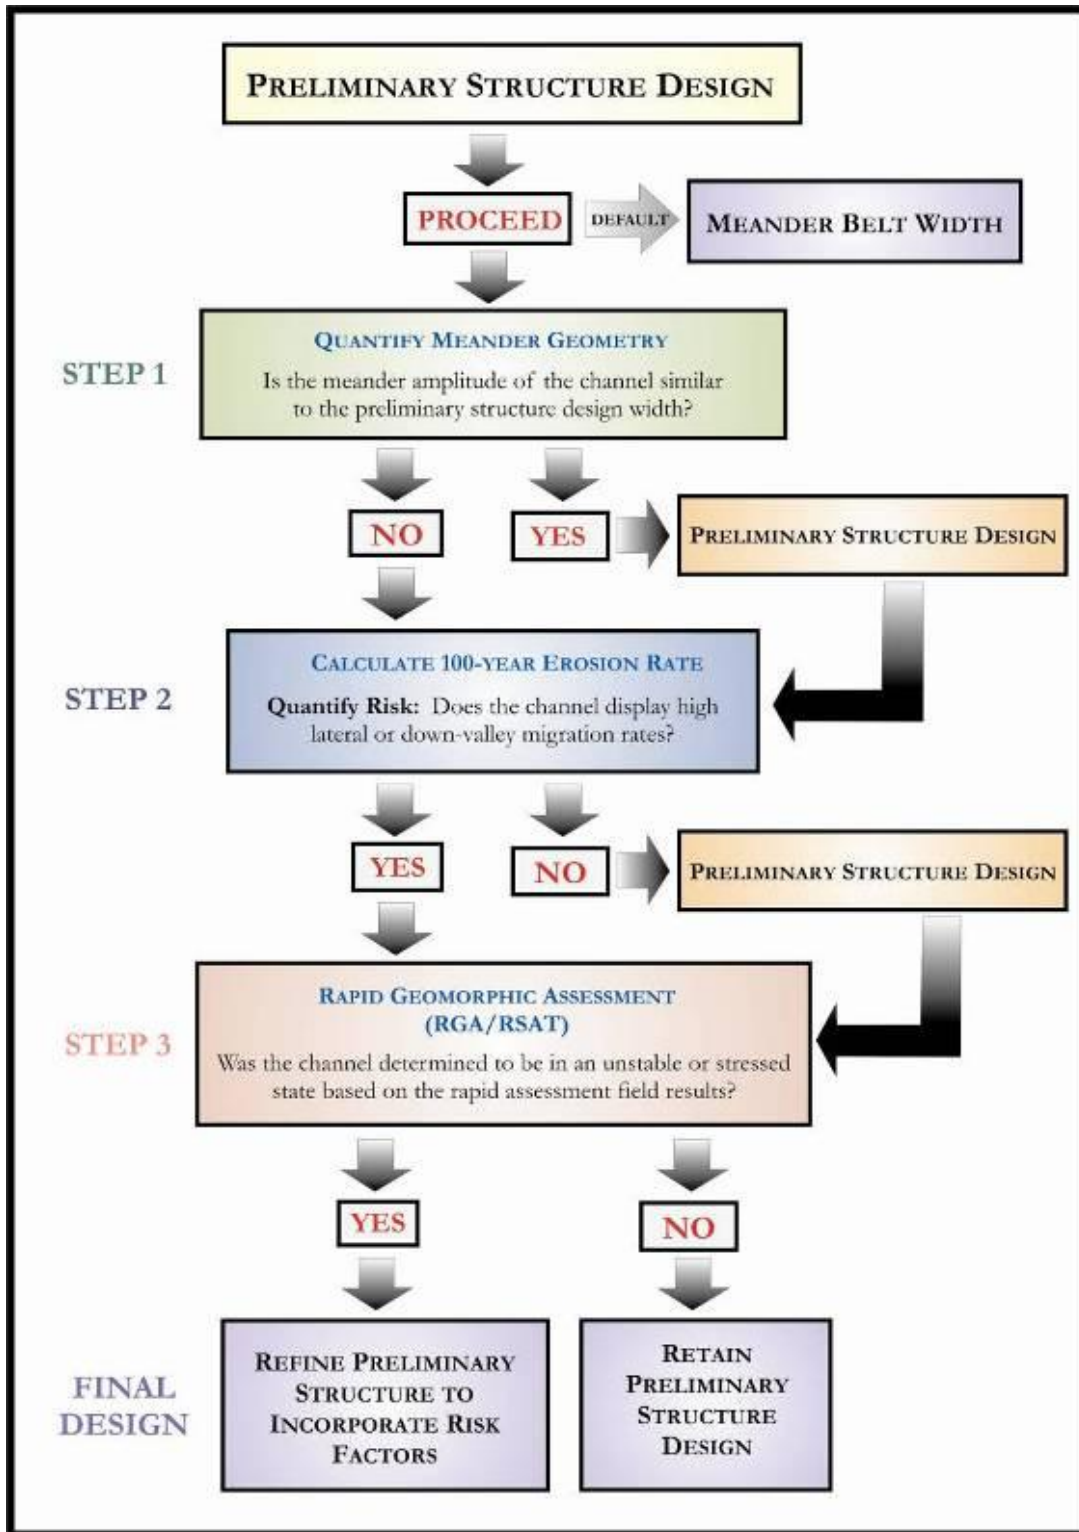 PRELIMINARY STRUCTURE DESIGN
PROCEED
DEFAULT
MEANDER BELT WIDTH
STEP 1
QUANTIFY MEANDER GEOMETRY
Is the meander amplitude of the channel similar
to the preliminary structure design width?
NO
YES
PRELIMINARY STRUCTURE DESIGN
STEP 2
CALCULATE 100-YEAR EROSION RATE
Quantify Risk: Does the channel display high
lateral or down-valley migration rates?
YES
NO
PRELIMINARY STRUCTURE DESIGN
STEP 3
RAPID GEOMORPHIC ASSESSMENT
(RGA/RSAT)
Was the channel determined to be in an unstable or stressed
state based on the rapid assessment field results?
YES
NO
FINAL
DESIGN
REFINE PRELIMINARY
STRUCTURE TO
INCORPORATE RISK
FACTORS
RETAIN
PRELIMINARY
STRUCTURE
DESIGN